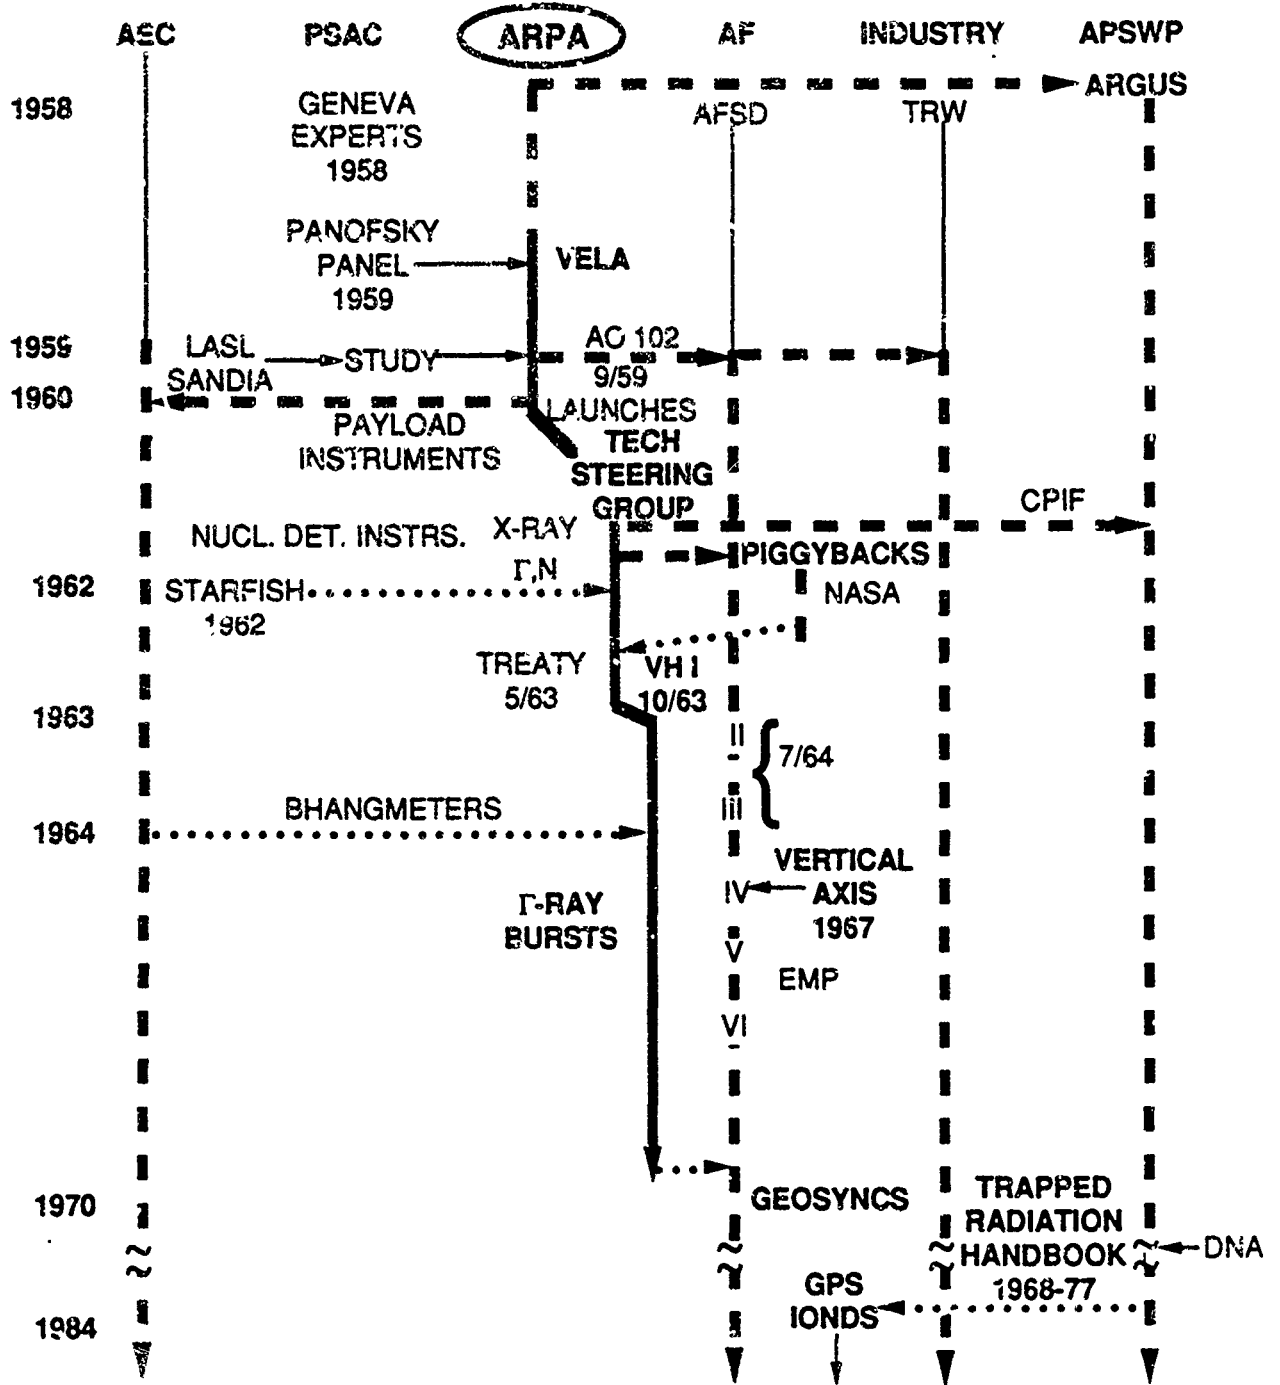 AEC PSAC ARPA AF INDUSTRY APSWP
ARGUS
1958
GENEVA
EXPERTS
1958
AFSD
TRW
PANOFSKY
PANEL
1959
VELA
1959
LASL
SANDIA
STUDY
AO 102
9/59
1960
LAUNCHES
PAYLOAD
INSTRUMENTS
TECH
STEERING
GROUP
CPIF
NUCL. DET. INSTRS.
X-RAY
Γ,N
PIGGYBACKS
NASA
1962
STARFISH
1962
TREATY
5/63
VH I
10/63
1963
II
7/64
III
BHANGMETERS
1964
VERTICAL
AXIS
1967
IV
Γ-RAY
BURSTS
V
EMP
VI
1970
GEOSYNCS
TRAPPED
RADIATION
HANDBOOK
1968-77
DNA
GPS
IONDS
1984